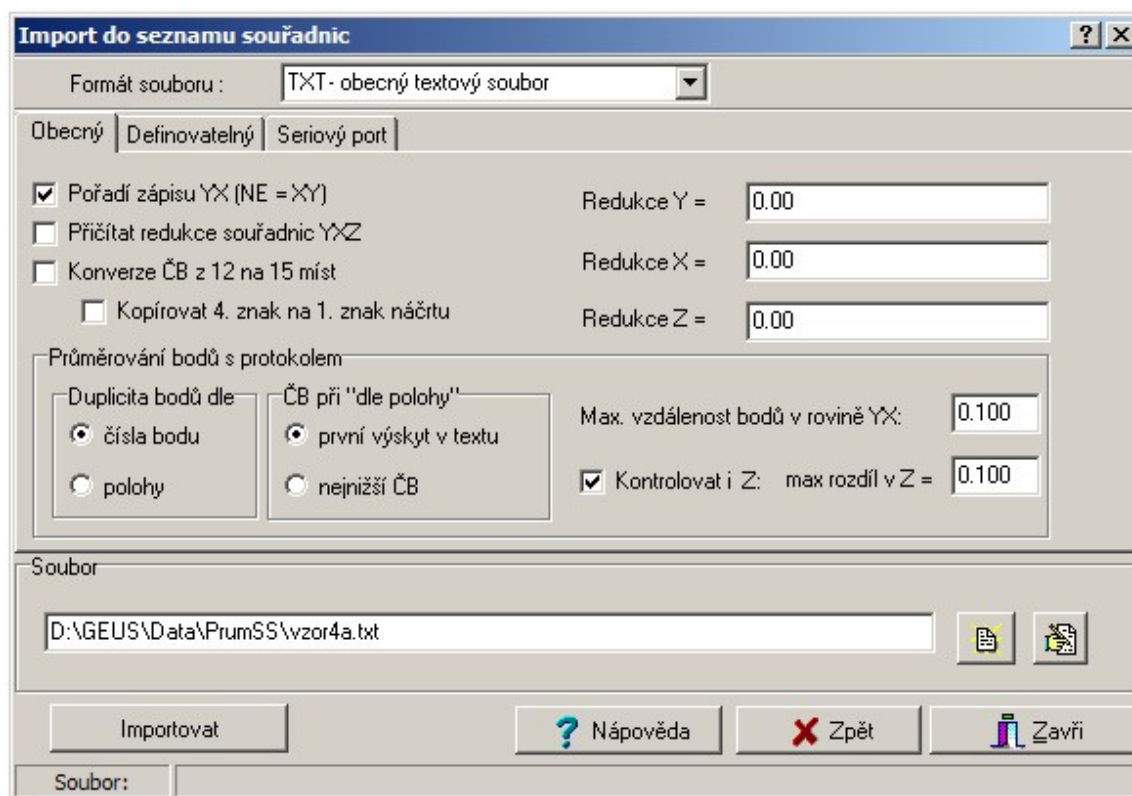 Import do seznamu souřadnic
Formát souboru : TXT- obecný textový soubor
Obecný Definovatelný Seriový port
Pořadí zápisu YX (NE = XY) Redukce Y = 0.00
Přičítat redukce souřadnic YXZ
Konverze ČB z 12 na 15 míst Redukce X = 0.00
Kopírovat 4. znak na 1. znak náčrtu Redukce Z = 0.00
Průměrování bodů s protokolem
Duplicita bodů dle ČB při "dle polohy"
čísla bodu první výskyt v textu Max. vzdálenost bodů v rovině YX: 0.100
polohy nejnižší ČB Kontrolovat i Z: max rozdíl v Z = 0.100
Soubor
D:\GEUS\Data\PrumSS\vzor4a.txt
Importovat ? Nápověda Zpět Zavři
Soubor: